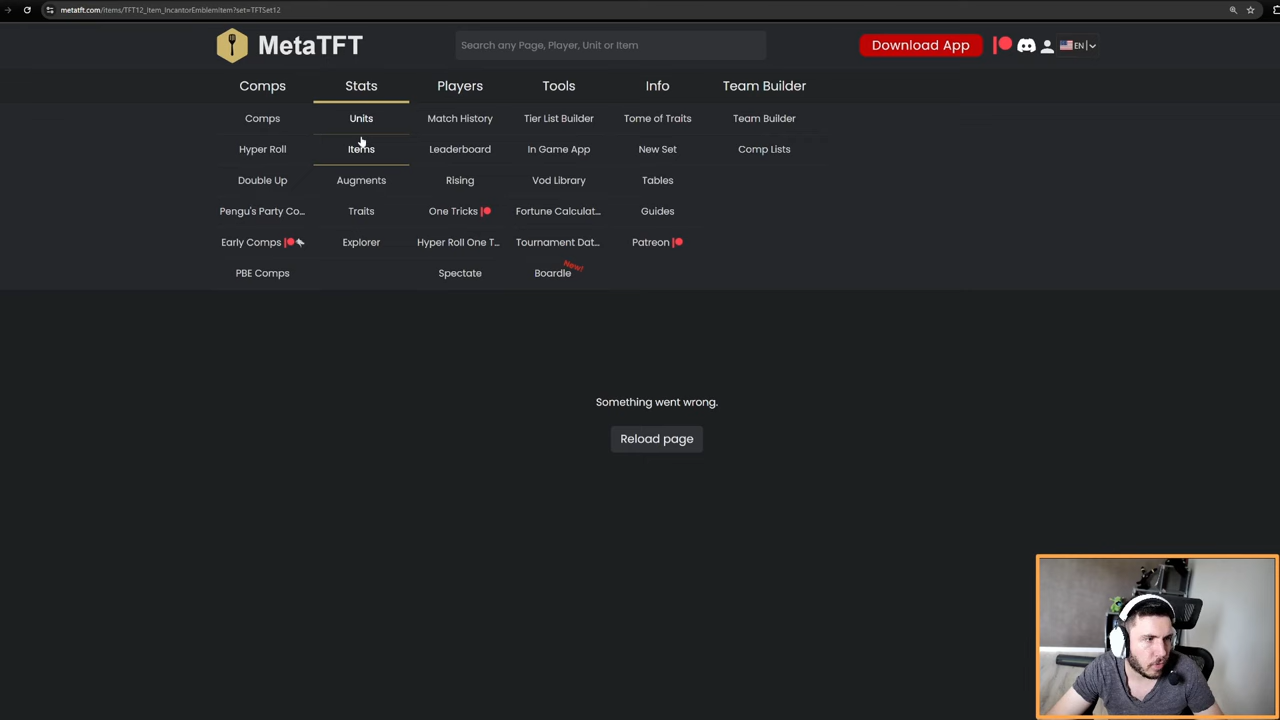 metatft.com/items/TFT12_Item_IncantorEmblemItem?set=TFTSet12
MetaTFT
Search any Page, Player, Unit or Item
Download App
EN
Comps
Stats
Players
Tools
Info
Team Builder
Comps
Units
Match History
Tier List Builder
Tome of Traits
Team Builder
Hyper Roll
Items
Leaderboard
In Game App
New Set
Comp Lists
Double Up
Augments
Rising
Vod Library
Tables
Pengu's Party Co...
Traits
One Tricks
Fortune Calculat...
Guides
Early Comps
Explorer
Hyper Roll One T...
Tournament Dat...
Patreon
PBE Comps
Spectate
Boardle
New!
Something went wrong.
Reload page